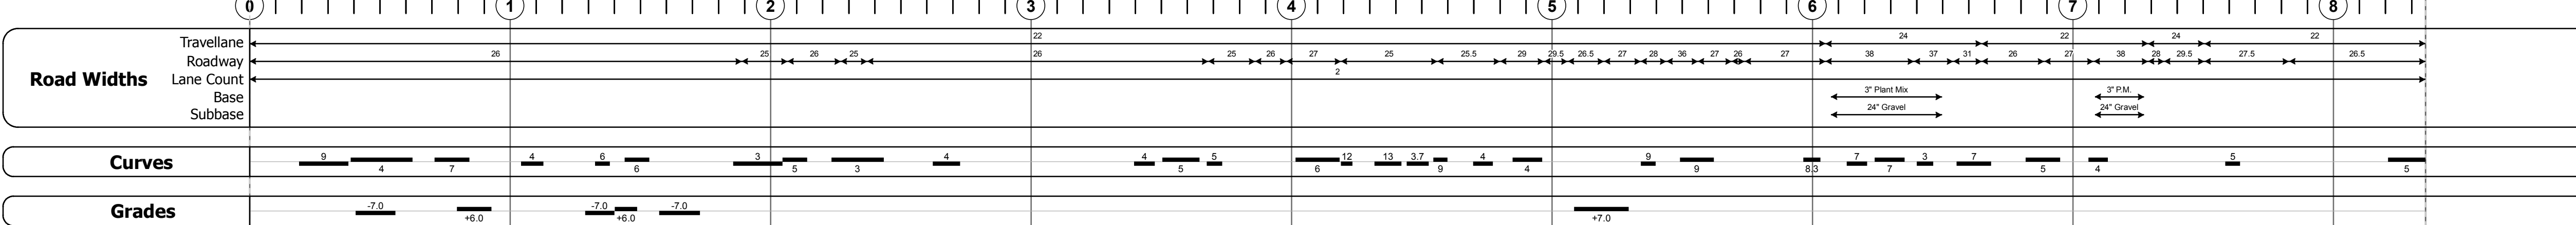 0 1 2 3 4 5 6 7 8
Travellane 22 24 22 24 22
Roadway 26 25 26 25 26 25 26 27 25 25.5 29 29.5 26.5 27 28 36 27 26 27 38 37 31 26 27 38 28 29.5 27.5 26.5
Road Widths
Lane Count 2
Base 3" Plant Mix 3" P.M.
Subbase 24" Gravel 24" Gravel
9 4 6 3 4 4 5 12 13 3.7 4 9 7 3 7 5
Curves
4 7 6 5 3 5 6 9 4 9 8.3 7 5 4 5
-7.0 -7.0 -7.0
Grades
+6.0 +6.0 +7.0